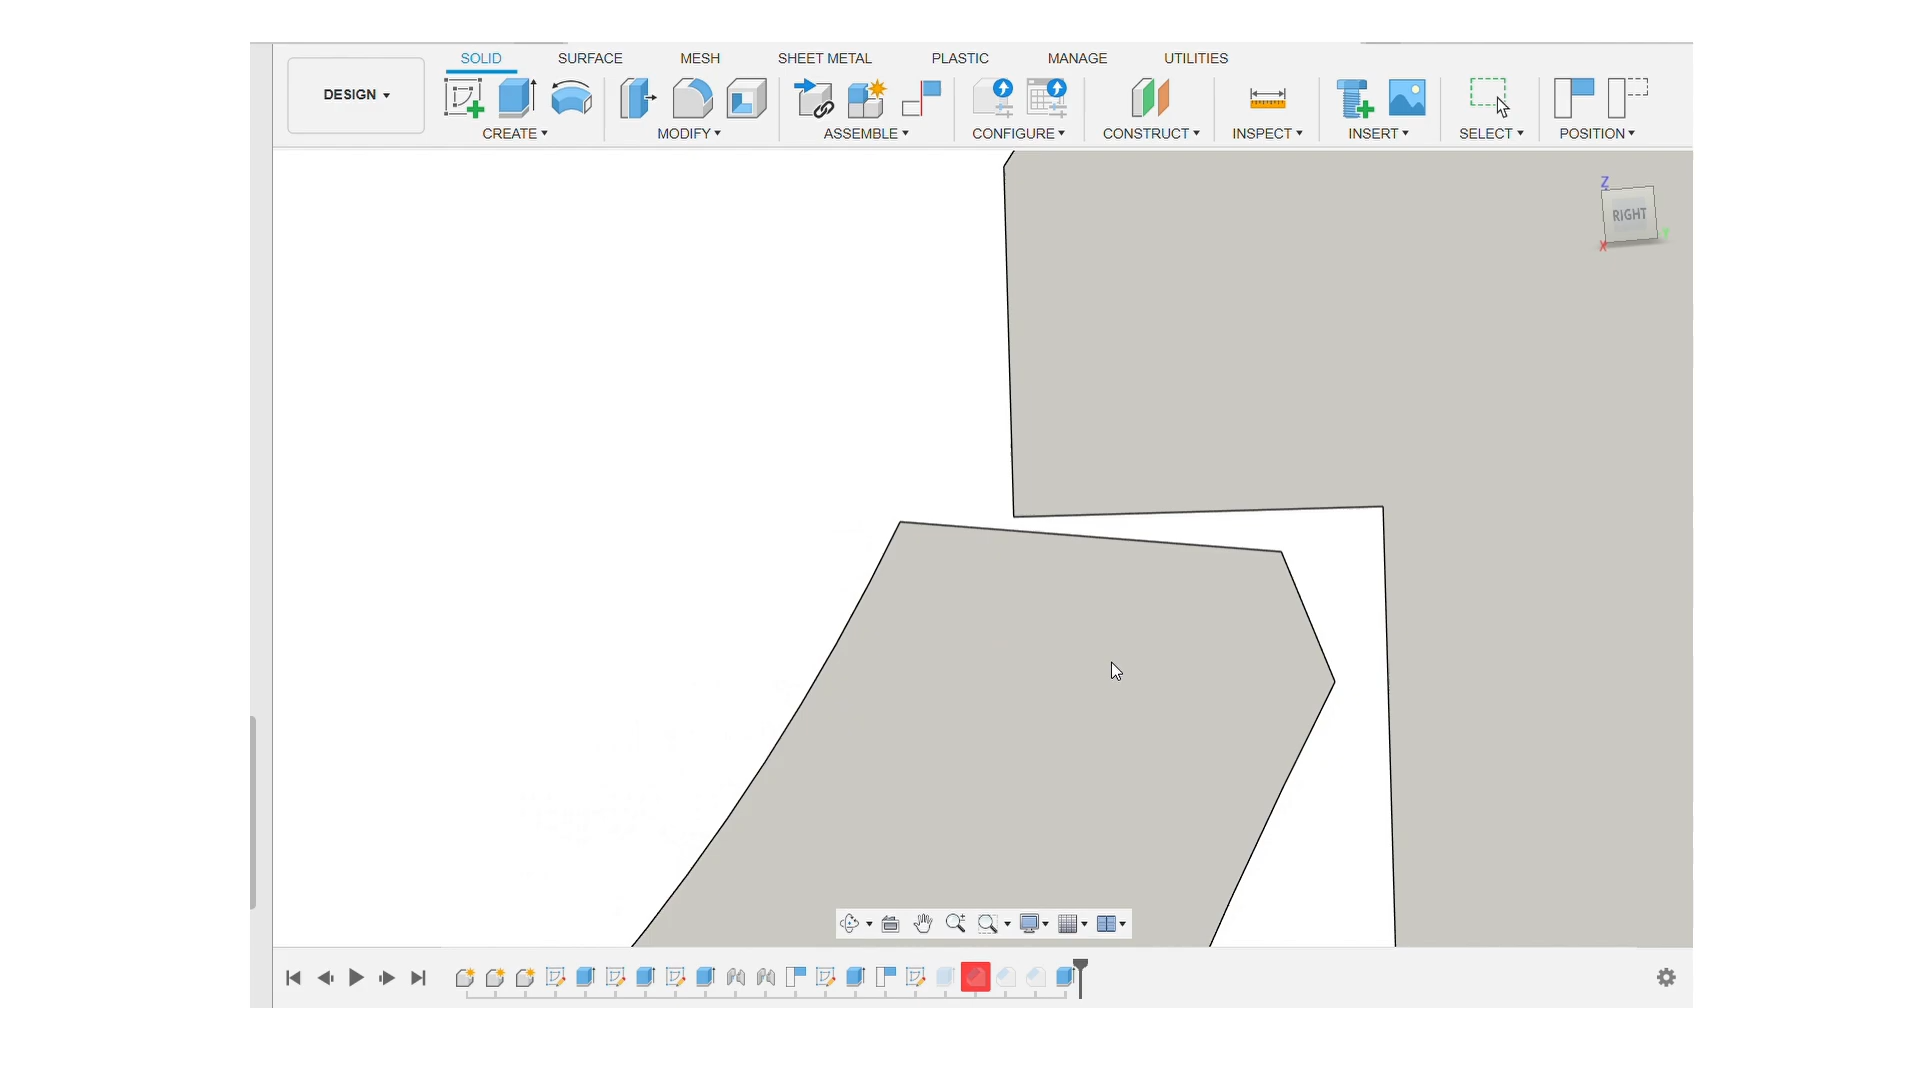 SOLID SURFACE MESH SHEET METAL PLASTIC MANAGE UTILITIES
DESIGN
CREATE MODIFY ASSEMBLE CONFIGURE CONSTRUCT INSPECT INSERT SELECT POSITION
Z
RIGHT
Y
X